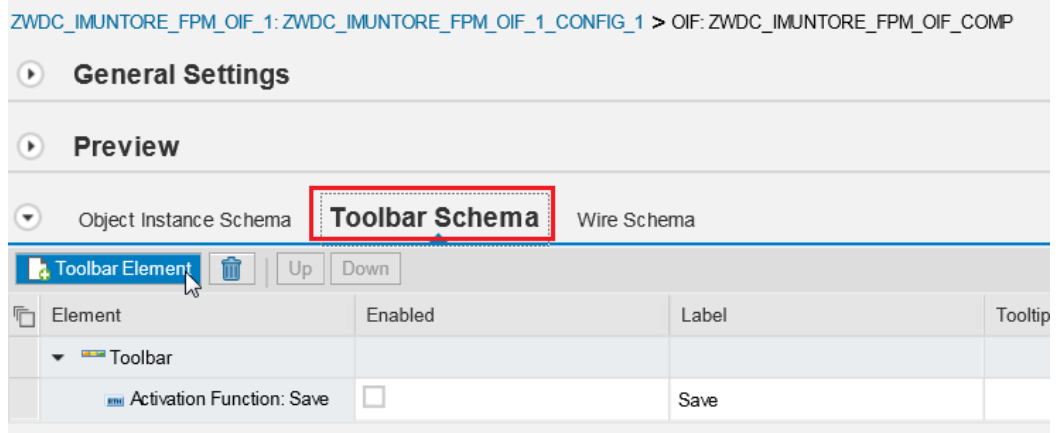 ZWDC_IMUNTORE_FPM_OIF_1: ZWDC_IMUNTORE_FPM_OIF_1_CONFIG_1 > OIF: ZWDC_IMUNTORE_FPM_OIF_COMP
General Settings
Preview
Object Instance Schema Toolbar Schema Wire Schema
Toolbar Element Up Down
Element Enabled Label Tooltip
Toolbar
Activation Function: Save Save